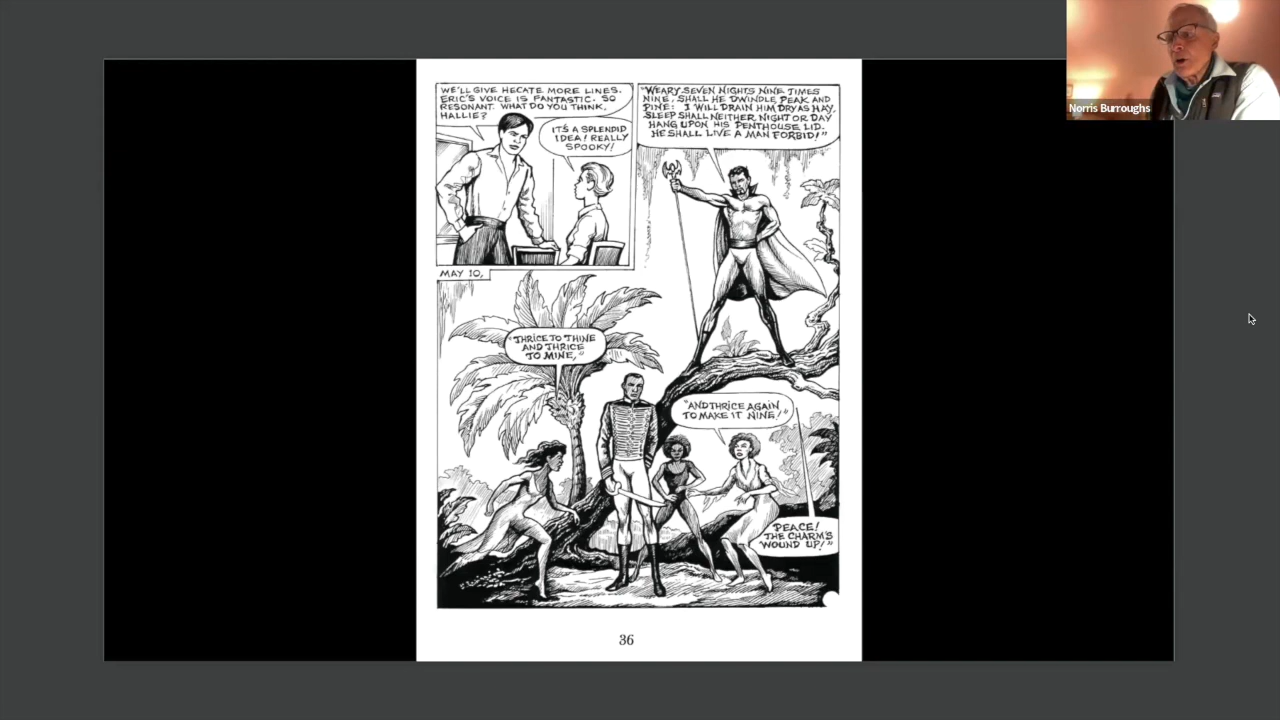 WE'LL GIVE HECATE MORE LINES.
ERIC'S VOICE IS FANTASTIC. SO
RESONANT. WHAT DO YOU THINK,
HALLIE?
IT'S A SPLENDID
IDEA! REALLY
SPOOKY!
"WEARY SEVEN NIGHTS NINE TIMES
NINE, SHALL HE DWINDLE, PEAK AND
PINE: I WILL DRAIN HIM DRY AS HAY,
SLEEP SHALL NEITHER NIGHT OR DAY
HANG UPON HIS PENTHOUSE LID.
HE SHALL LIVE A MAN FORBID!"
MAY 10,
"THRICE TO THINE
AND THRICE
TO MINE,"
"AND THRICE AGAIN
TO MAKE IT NINE!"
PEACE!
THE CHARM'S
WOUND UP!"
36
Norris Burroughs